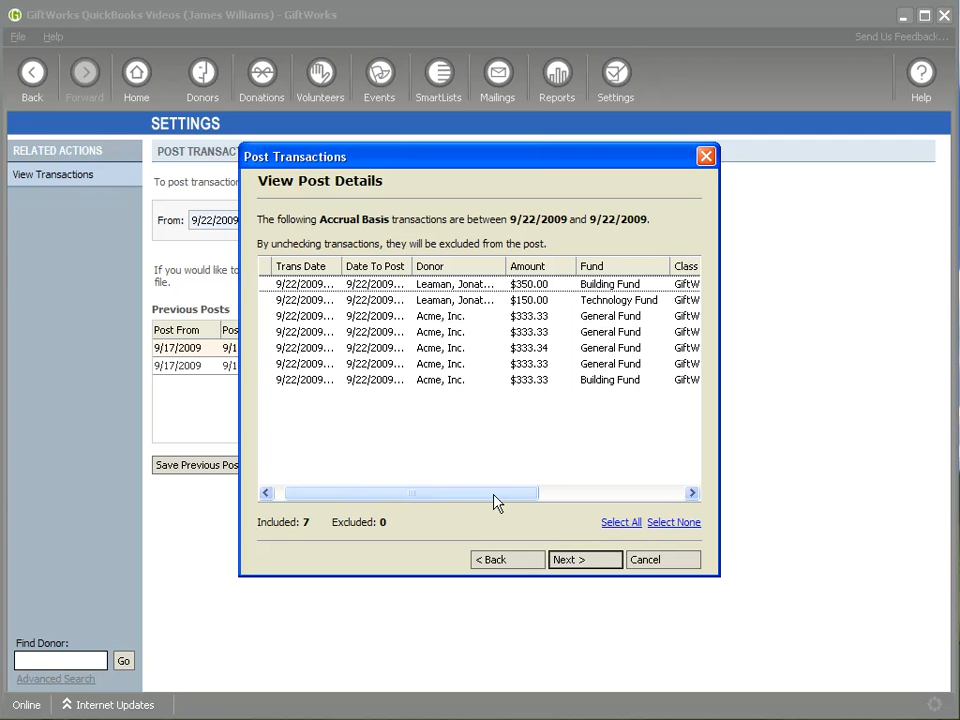 GiftWorks QuickBooks Videos (James Williams) - GiftWorks
File Help Send Us Feedback...
Back Forward Home Donors Donations Volunteers Events SmartLists Mailings Reports Settings Help
SETTINGS
RELATED ACTIONS
View Transactions
POST TRANSAC
To post transaction
From: 9/22/2009
If you would like to
file.
Previous Posts
Post From Pos
9/17/2009 9/1
9/17/2009 9/1
Save Previous Pos
Post Transactions
View Post Details
The following Accrual Basis transactions are between 9/22/2009 and 9/22/2009.
By unchecking transactions, they will be excluded from the post.
Trans Date Date To Post Donor Amount Fund Class
9/22/2009... 9/22/2009... Leaman, Jonat... $350.00 Building Fund GiftW
9/22/2009... 9/22/2009... Leaman, Jonat... $150.00 Technology Fund GiftW
9/22/2009... 9/22/2009... Acme, Inc. $333.33 General Fund GiftW
9/22/2009... 9/22/2009... Acme, Inc. $333.33 General Fund GiftW
9/22/2009... 9/22/2009... Acme, Inc. $333.34 General Fund GiftW
9/22/2009... 9/22/2009... Acme, Inc. $333.33 General Fund GiftW
9/22/2009... 9/22/2009... Acme, Inc. $333.33 Building Fund GiftW
Included: 7 Excluded: 0 Select All Select None
< Back Next > Cancel
Find Donor:
Go
Advanced Search
Online Internet Updates